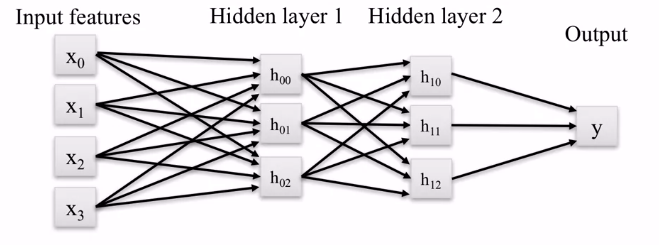 Input features
Hidden layer 1
Hidden layer 2
Output
x₀
x₁
x₂
x₃
h₀₀
h₀₁
h₀₂
h₁₀
h₁₁
h₁₂
y